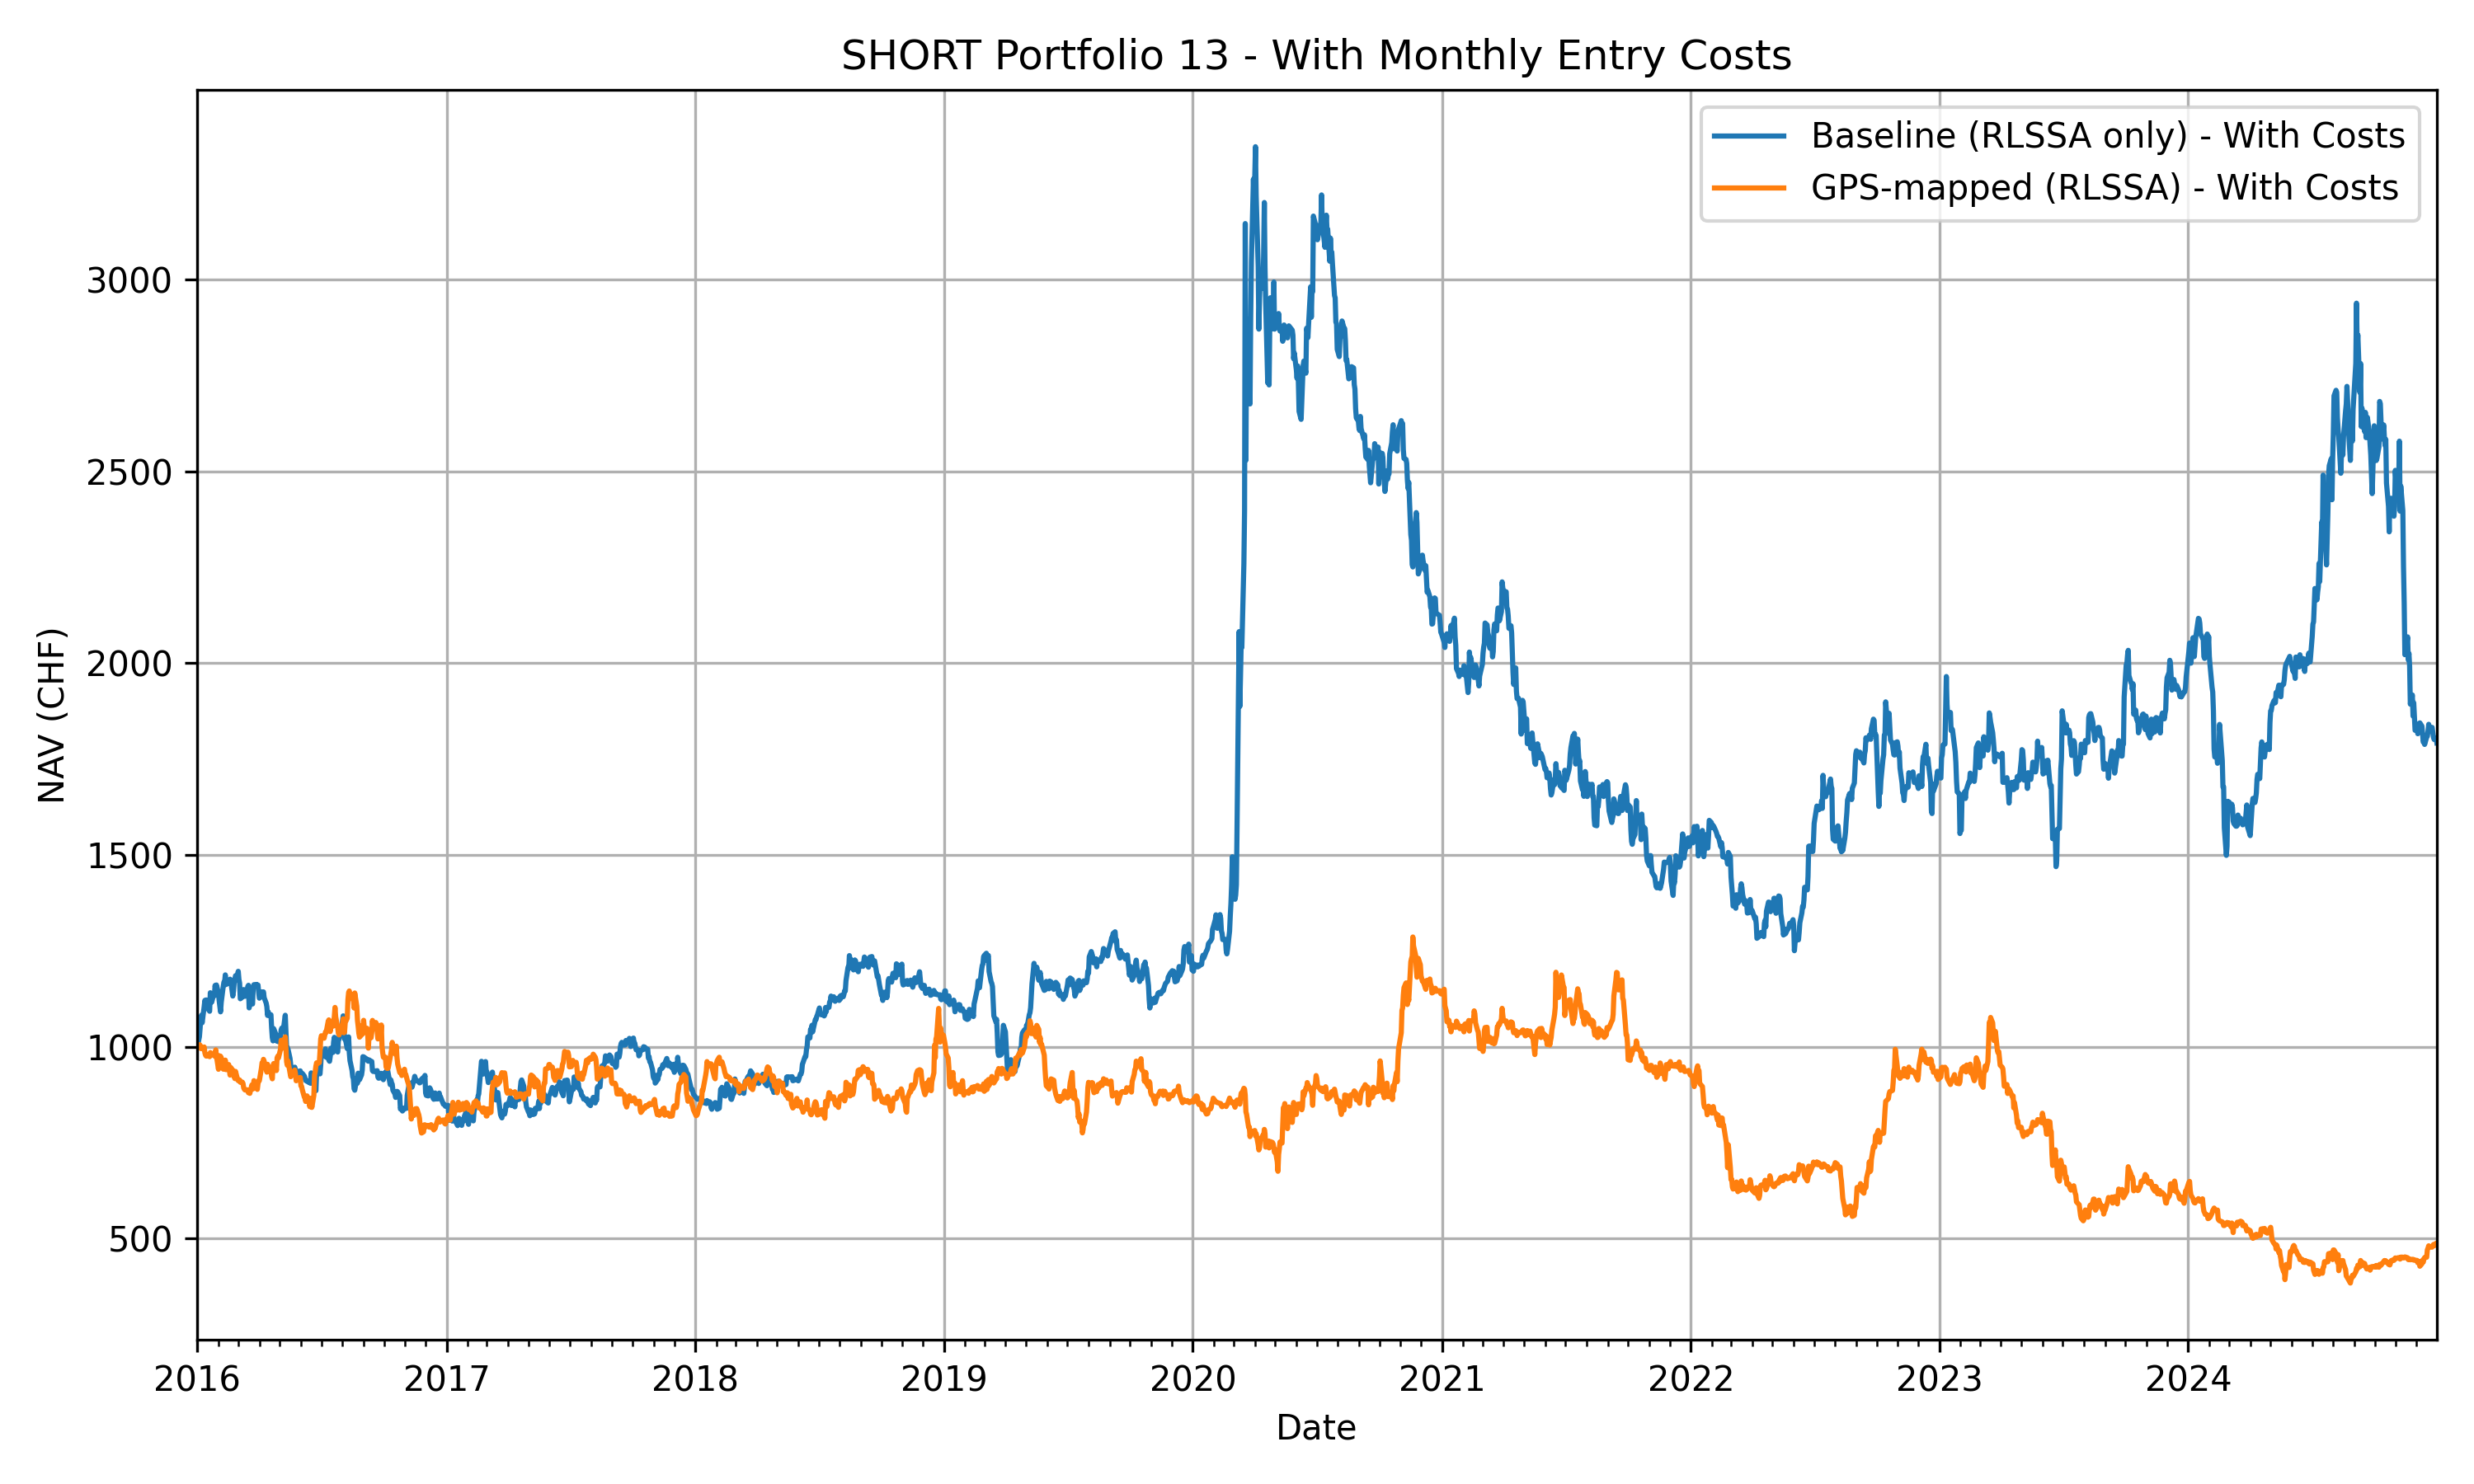 SHORT Portfolio 13 - With Monthly Entry Costs
Baseline (RLSSA only) - With Costs
GPS-mapped (RLSSA) - With Costs
NAV (CHF)
3000
2500
2000
1500
1000
500
2016 2017 2018 2019 2020 2021 2022 2023 2024
Date